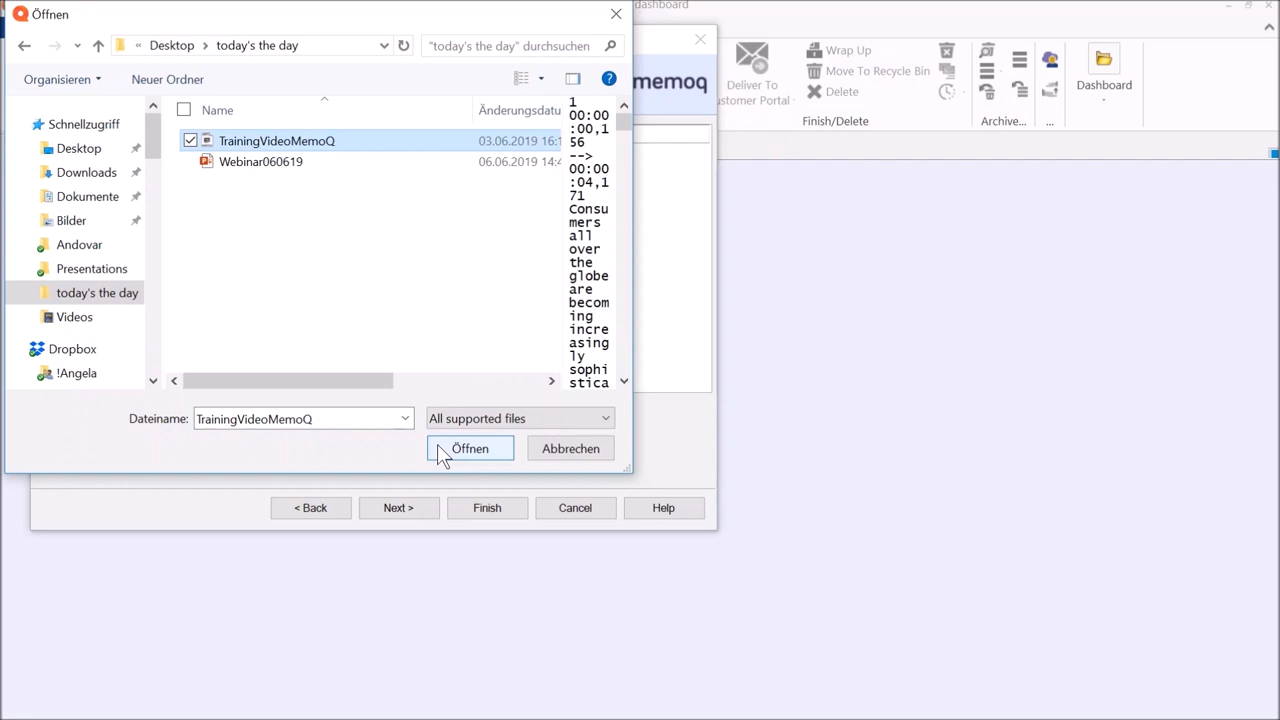 Öffnen
dashboard
« Desktop > today's the day
"today's the day" durchsuchen
Organisieren
Neuer Ordner
memoq
Name
Änderungsdatu
Schnellzugriff
Desktop
Downloads
Dokumente
Bilder
Andovar
Presentations
today's the day
Videos
Dropbox
!Angela
TrainingVideoMemoQ
03.06.2019 16:1
Webinar060619
06.06.2019 14:4
1
00:00
:00,1
56
-->
00:00
:04,1
71
Consu
mers
all
over
the
globe
are
becom
ing
incre
asing
ly
sophi
stica
Dateiname:
TrainingVideoMemoQ
All supported files
Öffnen
Abbrechen
< Back
Next >
Finish
Cancel
Help
Deliver To
ustomer Portal
Wrap Up
Move To Recycle Bin
Delete
Finish/Delete
Archive...
...
Dashboard